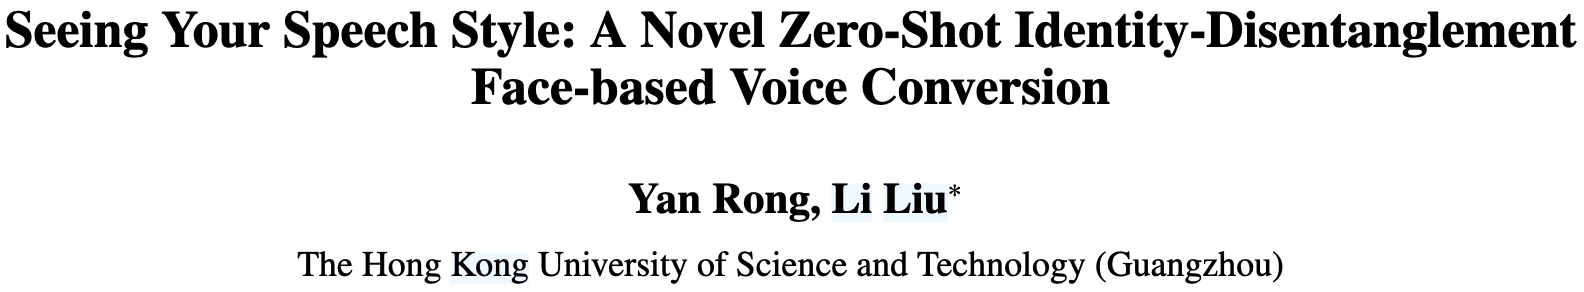 Seeing Your Speech Style: A Novel Zero-Shot Identity-Disentanglement
Face-based Voice Conversion
Yan Rong, Li Liu*
The Hong Kong University of Science and Technology (Guangzhou)